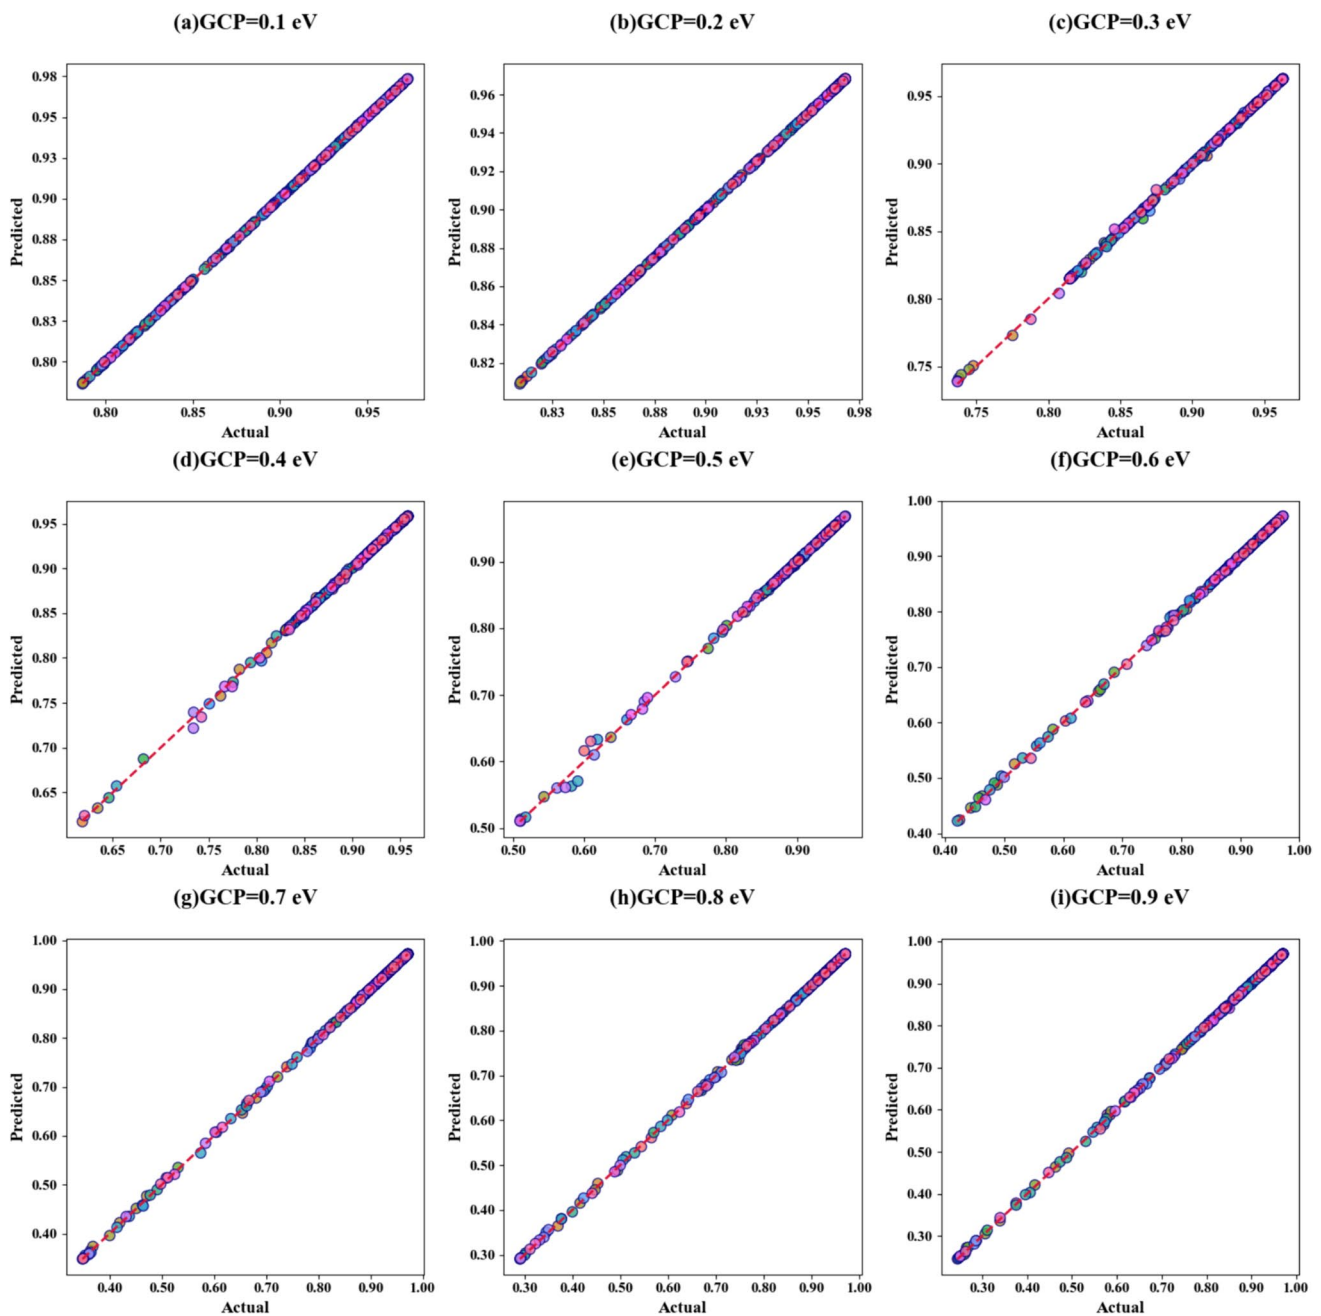 (a)GCP=0.1 eV
(b)GCP=0.2 eV
(c)GCP=0.3 eV
0.98
0.95
0.93
0.90
0.88
0.85
0.83
0.80
Predicted
0.80 0.85 0.90 0.95
Actual
0.96
0.94
0.92
0.90
0.88
0.86
0.84
0.82
Predicted
0.83 0.85 0.88 0.90 0.93 0.95 0.98
Actual
0.95
0.90
0.85
0.80
0.75
Predicted
0.75 0.80 0.85 0.90 0.95
Actual
(d)GCP=0.4 eV
(e)GCP=0.5 eV
(f)GCP=0.6 eV
0.95
0.90
0.85
0.80
0.75
0.70
0.65
Predicted
0.65 0.70 0.75 0.80 0.85 0.90 0.95
Actual
0.90
0.80
0.70
0.60
0.50
Predicted
0.50 0.60 0.70 0.80 0.90
Actual
1.00
0.90
0.80
0.70
0.60
0.50
0.40
Predicted
0.40 0.50 0.60 0.70 0.80 0.90 1.00
Actual
(g)GCP=0.7 eV
(h)GCP=0.8 eV
(i)GCP=0.9 eV
1.00
0.90
0.80
0.70
0.60
0.50
0.40
Predicted
0.40 0.50 0.60 0.70 0.80 0.90 1.00
Actual
1.00
0.90
0.80
0.70
0.60
0.50
0.40
0.30
Predicted
0.30 0.40 0.50 0.60 0.70 0.80 0.90 1.00
Actual
1.00
0.90
0.80
0.70
0.60
0.50
0.40
0.30
Predicted
0.30 0.40 0.50 0.60 0.70 0.80 0.90 1.00
Actual